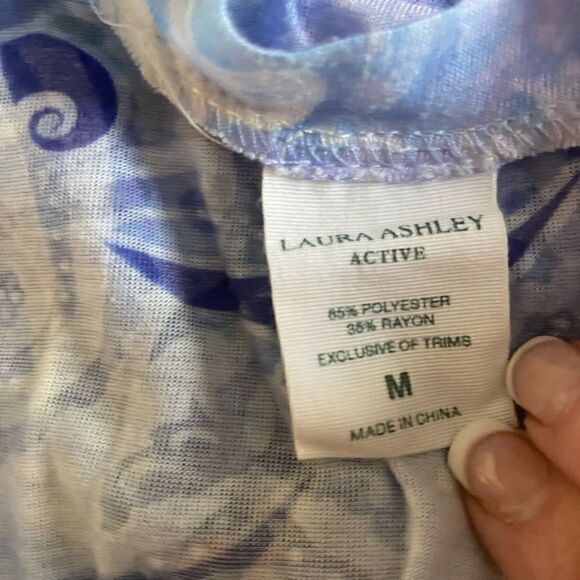 LAURA ASHLEY
ACTIVE
65% POLYESTER
35% RAYON
EXCLUSIVE OF TRIMS
M
MADE IN CHINA